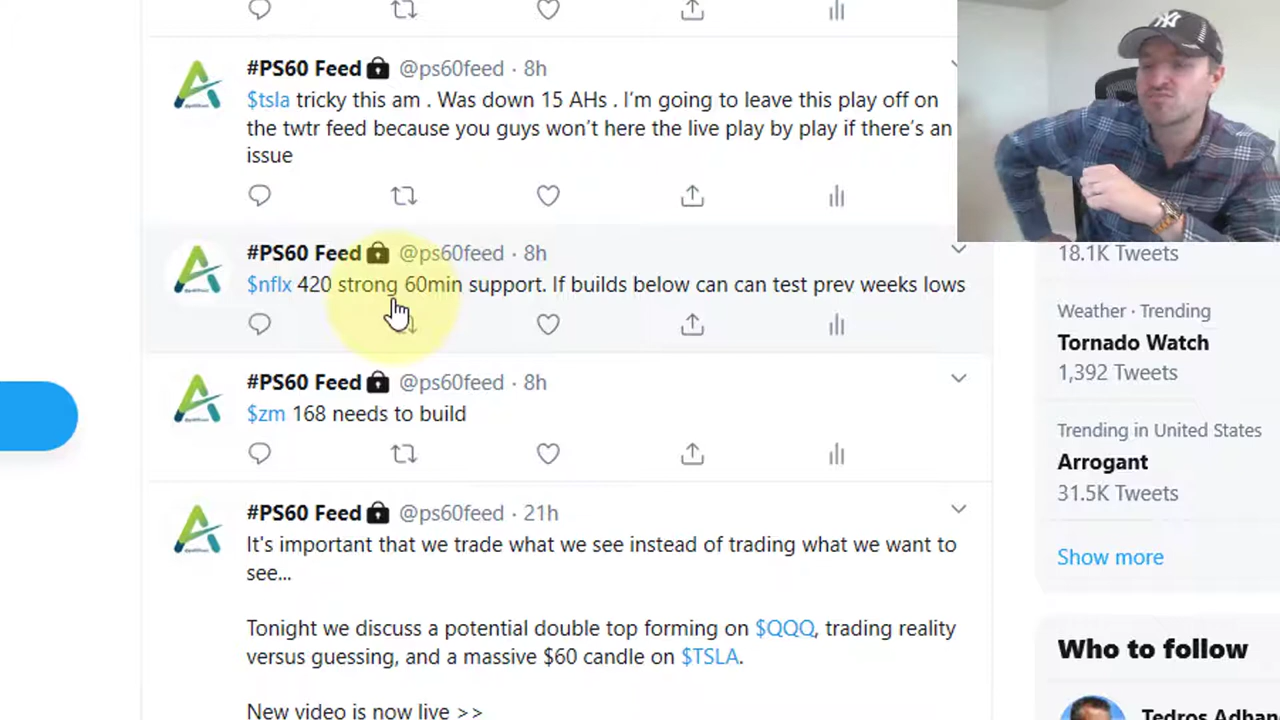 #PS60 Feed @ps60feed · 8h
$tsla tricky this am . Was down 15 AHs . I'm going to leave this play off on
the twtr feed because you guys won't here the live play by play if there's an
issue
#PS60 Feed @ps60feed · 8h
$nflx 420 strong 60min support. If builds below can can test prev weeks lows
#PS60 Feed @ps60feed · 8h
$zm 168 needs to build
#PS60 Feed @ps60feed · 21h
It's important that we trade what we see instead of trading what we want to
see...
Tonight we discuss a potential double top forming on $QQQ, trading reality
versus guessing, and a massive $60 candle on $TSLA.
New video is now live >>
18.1K Tweets
Weather · Trending
Tornado Watch
1,392 Tweets
Trending in United States
Arrogant
31.5K Tweets
Show more
Who to follow
Tedros Adhan